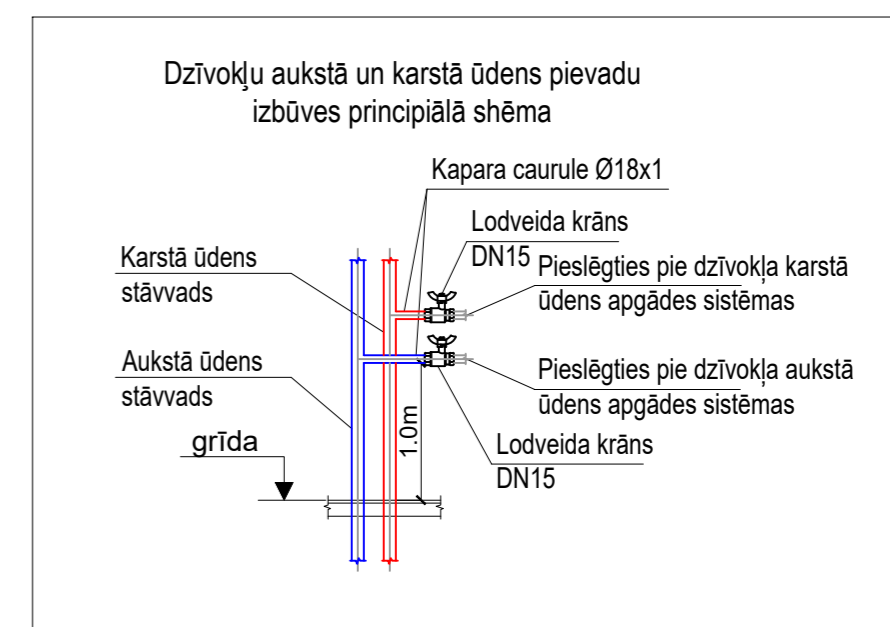 Dzīvokļu aukstā un karstā ūdens pievadu
izbūves principiālā shēma
Kapara caurule Ø18x1
Lodveida krāns
DN15
Karstā ūdens
stāvvads
Pieslēgties pie dzīvokļa karstā
ūdens apgādes sistēmas
Aukstā ūdens
stāvvads
Pieslēgties pie dzīvokļa aukstā
ūdens apgādes sistēmas
1.0m
grīda
Lodveida krāns
DN15